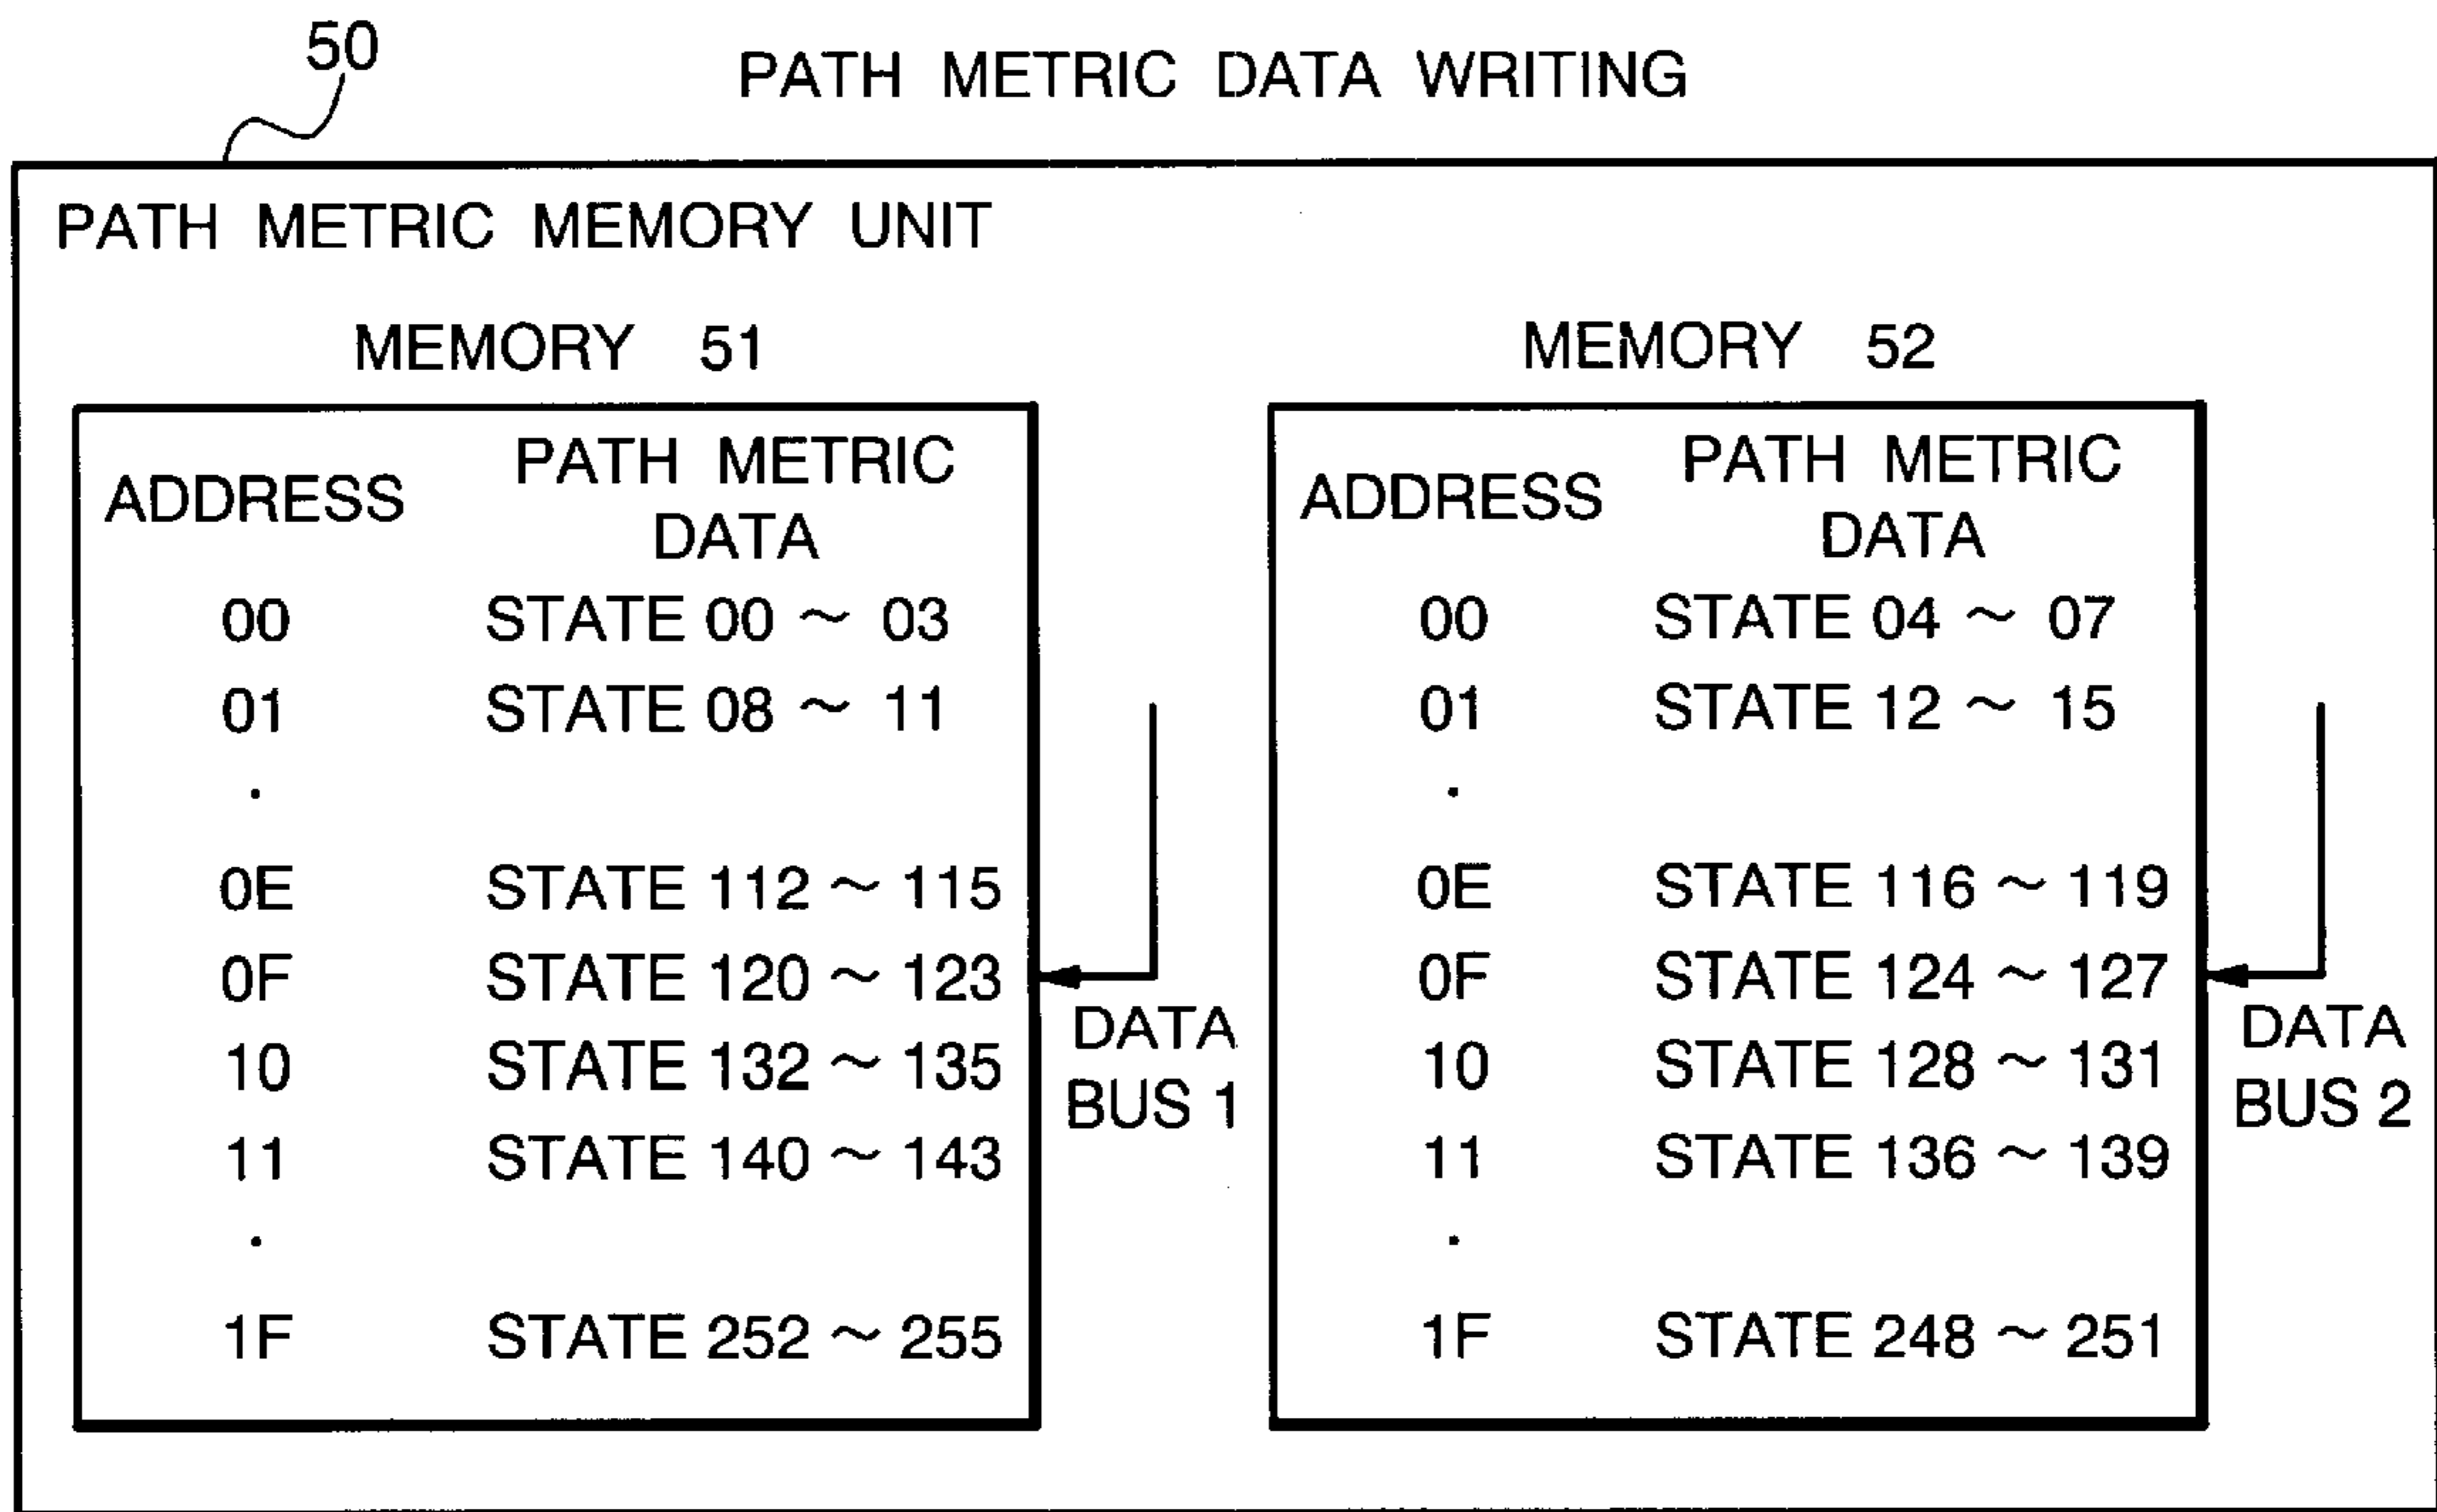 50
PATH METRIC DATA WRITING
PATH METRIC MEMORY UNIT
MEMORY 51
ADDRESS PATH METRIC DATA
00 STATE 00 ~ 03
01 STATE 08 ~ 11
.
0E STATE 112 ~ 115
0F STATE 120 ~ 123
10 STATE 132 ~ 135
11 STATE 140 ~ 143
.
1F STATE 252 ~ 255
DATA
BUS 1
MEMORY 52
ADDRESS PATH METRIC DATA
00 STATE 04 ~ 07
01 STATE 12 ~ 15
.
0E STATE 116 ~ 119
0F STATE 124 ~ 127
10 STATE 128 ~ 131
11 STATE 136 ~ 139
.
1F STATE 248 ~ 251
DATA
BUS 2